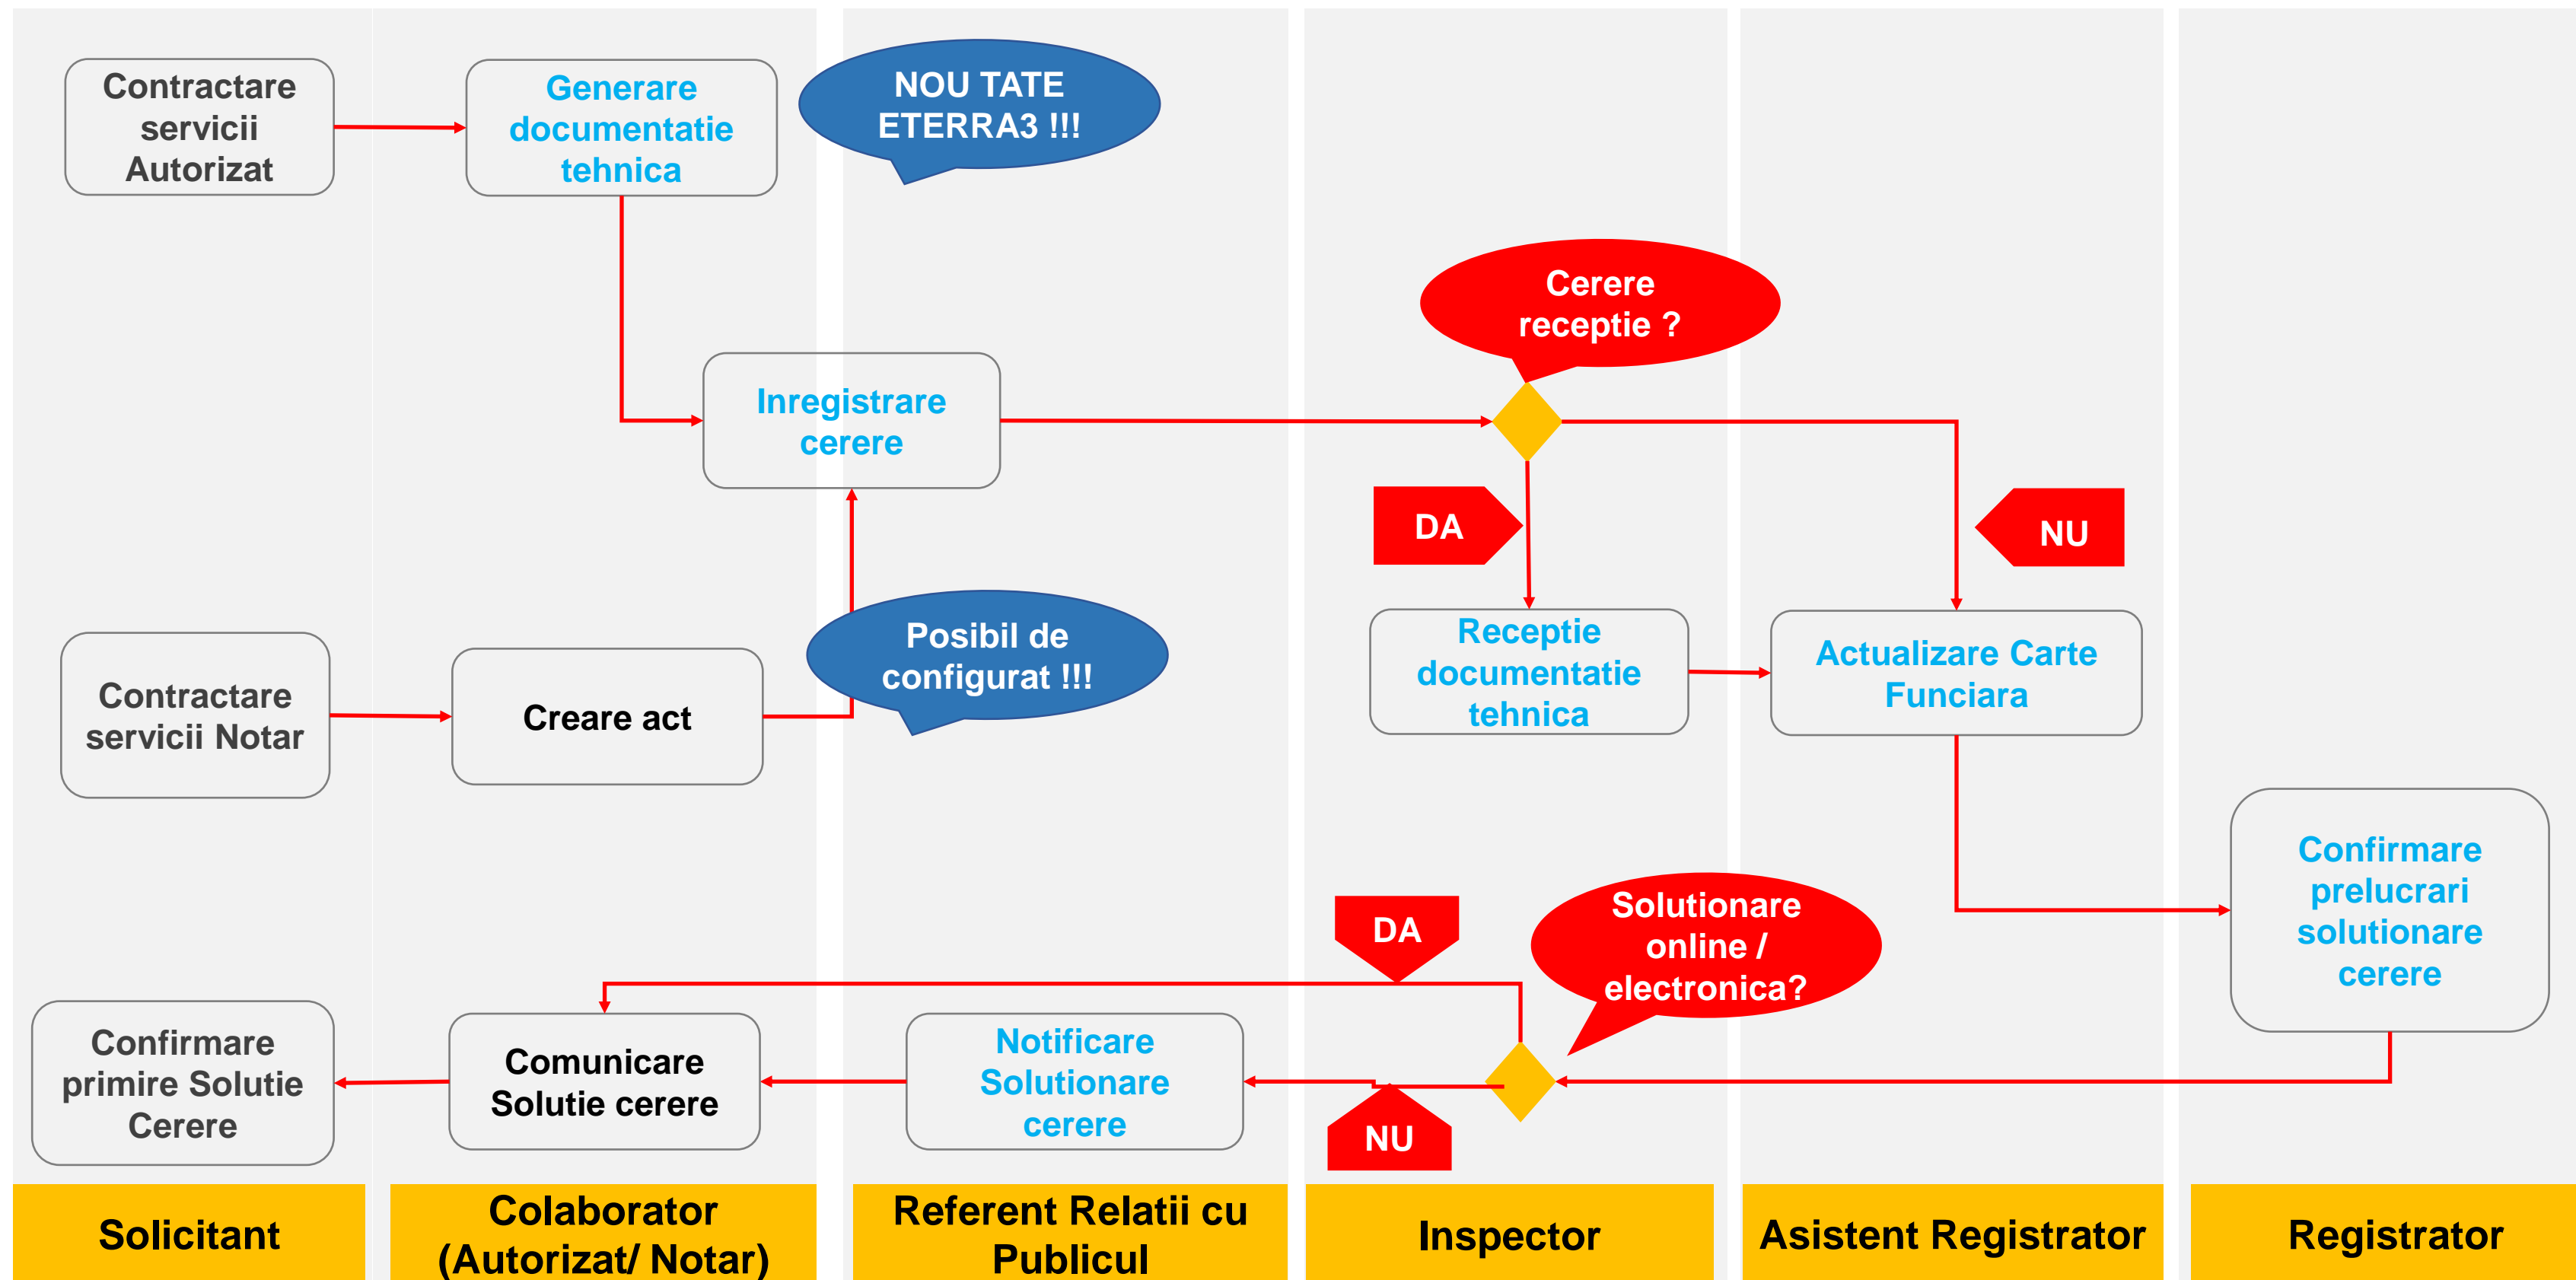 Contractare
servicii
Autorizat
Generare
documentatie
tehnica
NOU TATE
ETERRA3 !!!
Cerere
receptie ?
Inregistrare
cerere
DA
NU
Posibil de
configurat !!!
Contractare
servicii Notar
Creare act
Receptie
documentatie
tehnica
Actualizare Carte
Funciara
Confirmare
prelucrari
solutionare
cerere
DA
Solutionare
online /
electronica?
Confirmare
primire Solutie
Cerere
Comunicare
Solutie cerere
Notificare
Solutionare
cerere
NU
Solicitant
Colaborator
(Autorizat/ Notar)
Referent Relatii cu
Publicul
Inspector
Asistent Registrator
Registrator